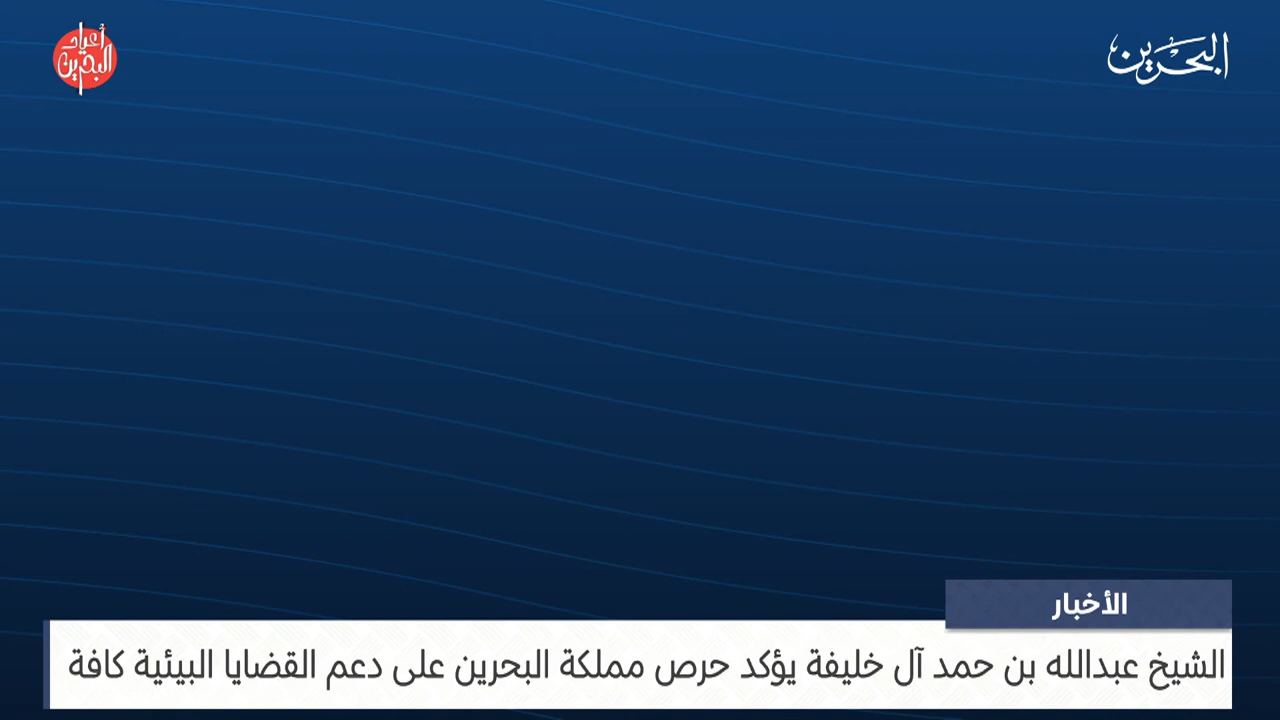 أعياد
البحرين
البحرين
الأخبار
الشيخ عبدالله بن حمد آل خليفة يؤكد حرص مملكة البحرين على دعم القضايا البيئية كافة